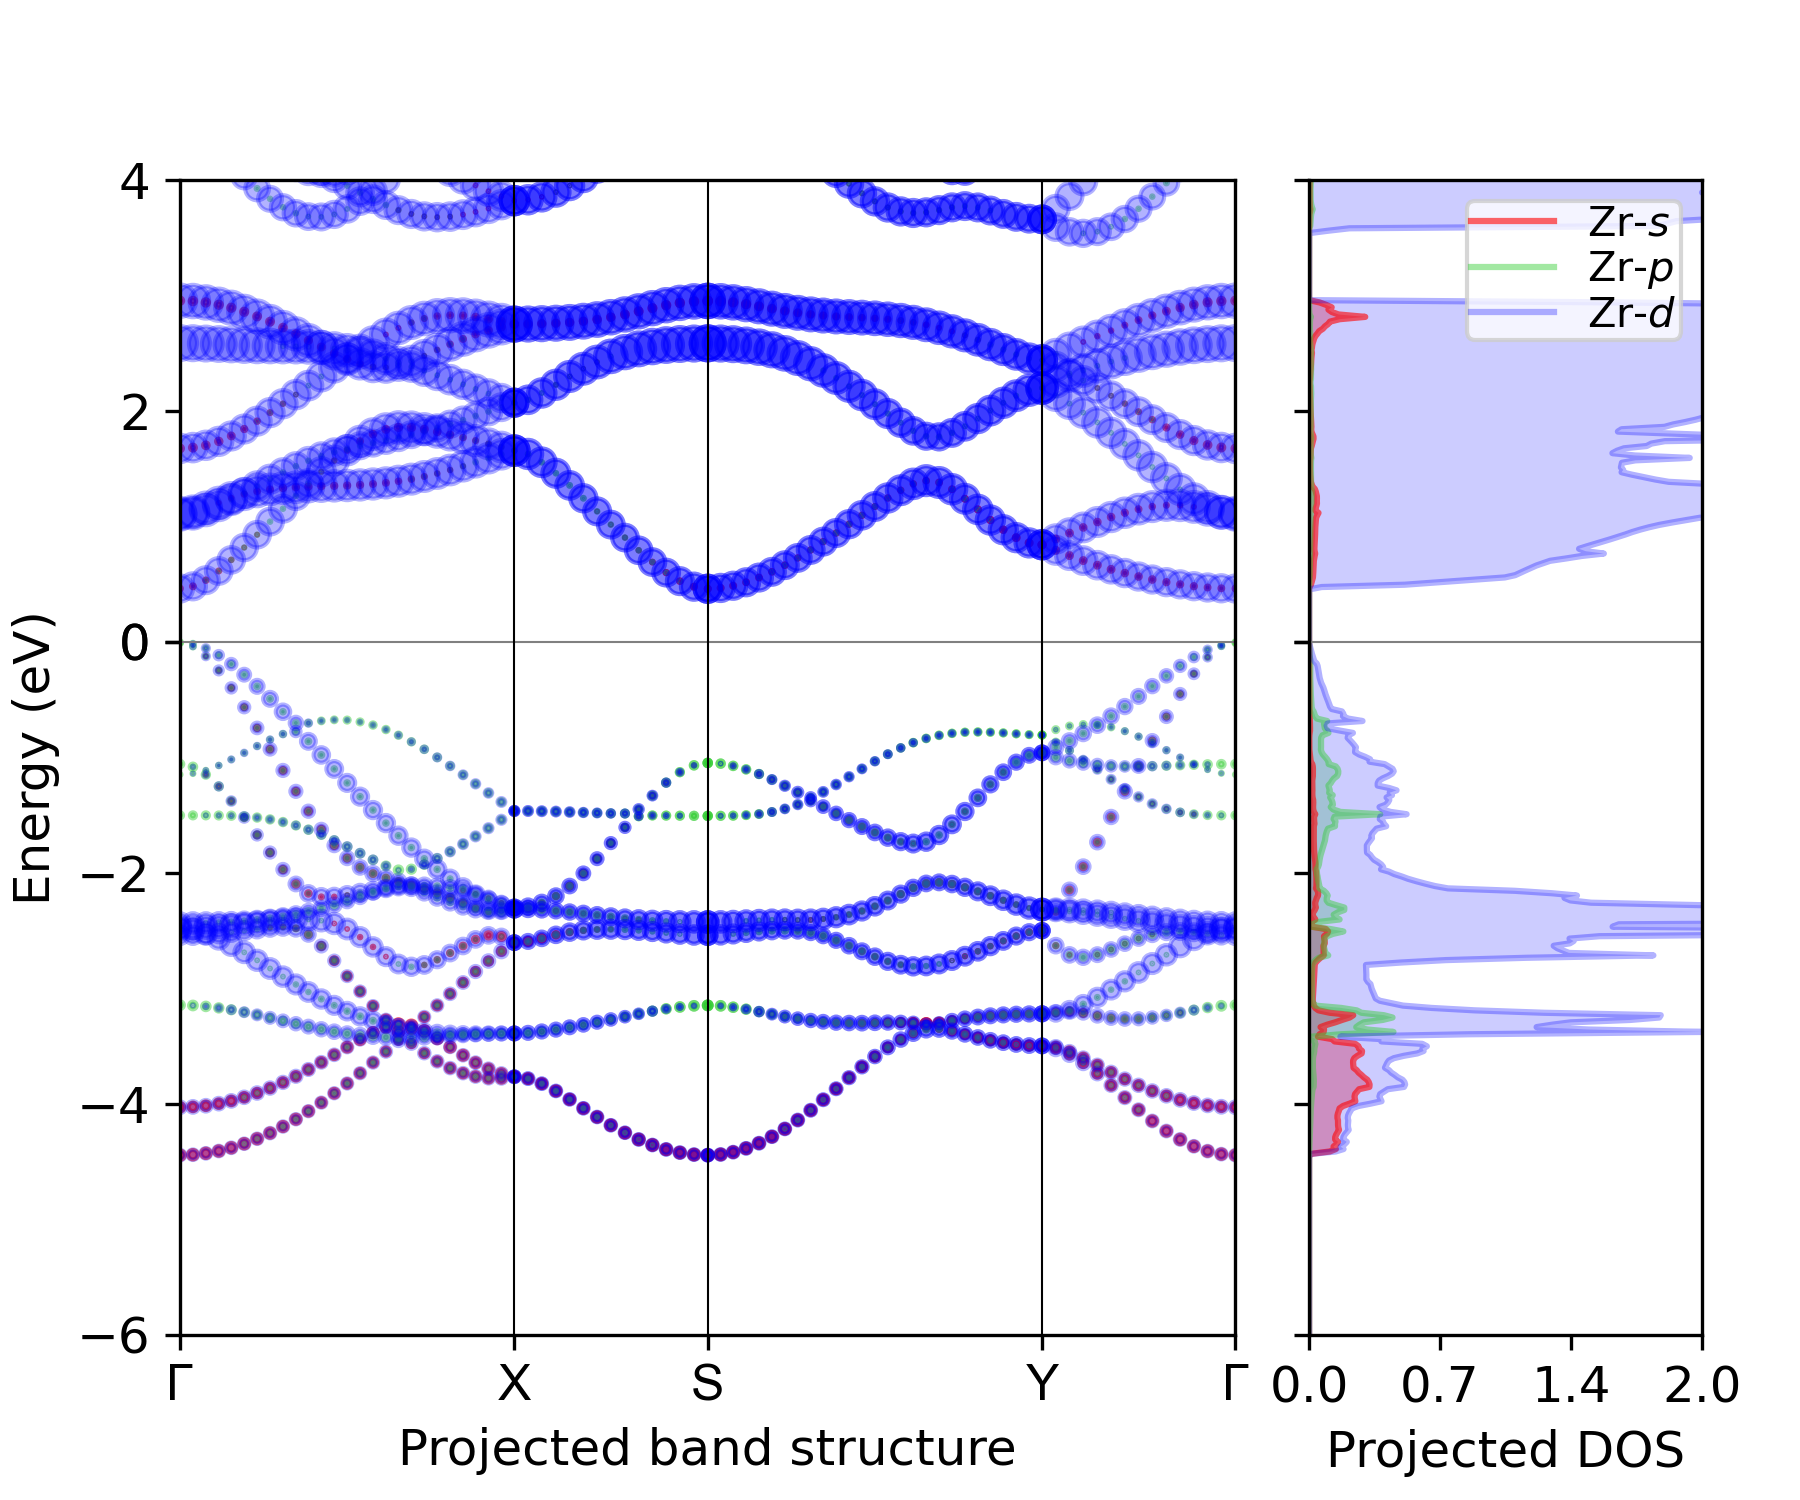 4
2
0
−2
−4
−6
Energy (eV)
Γ X S Y Γ
Projected band structure
Zr-s
Zr-p
Zr-d
0.0 0.7 1.4 2.0
Projected DOS